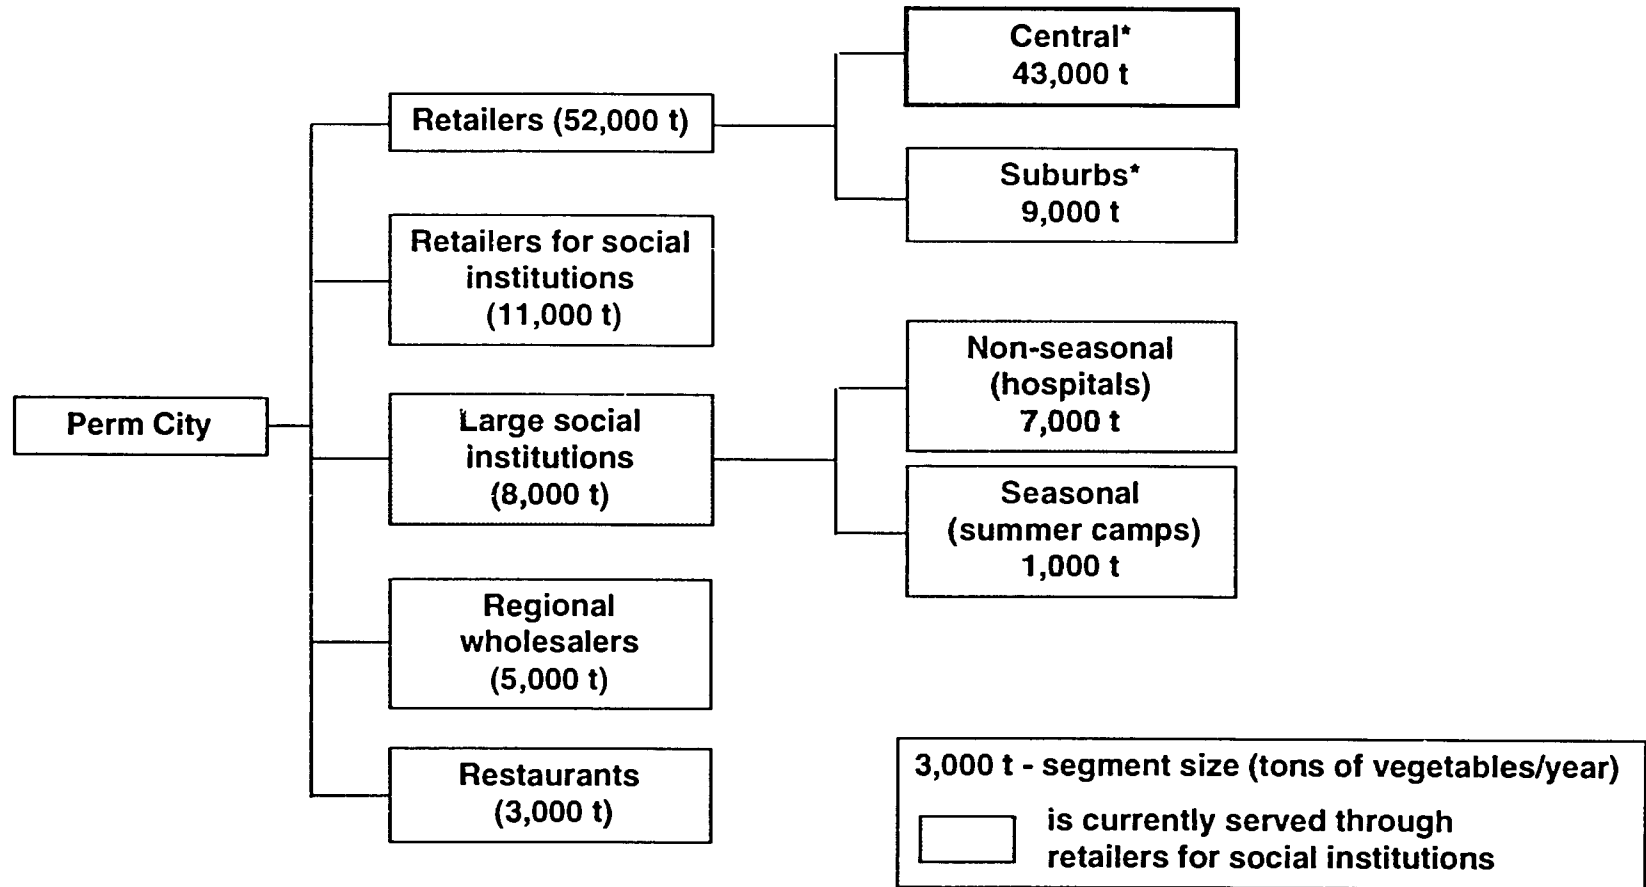 Perm City
Retailers (52,000 t)
Retailers for social
institutions
(11,000 t)
Large social
institutions
(8,000 t)
Regional
wholesalers
(5,000 t)
Restaurants
(3,000 t)
Central*
43,000 t
Suburbs*
9,000 t
Non-seasonal
(hospitals)
7,000 t
Seasonal
(summer camps)
1,000 t
3,000 t - segment size (tons of vegetables/year)
is currently served through
retailers for social institutions